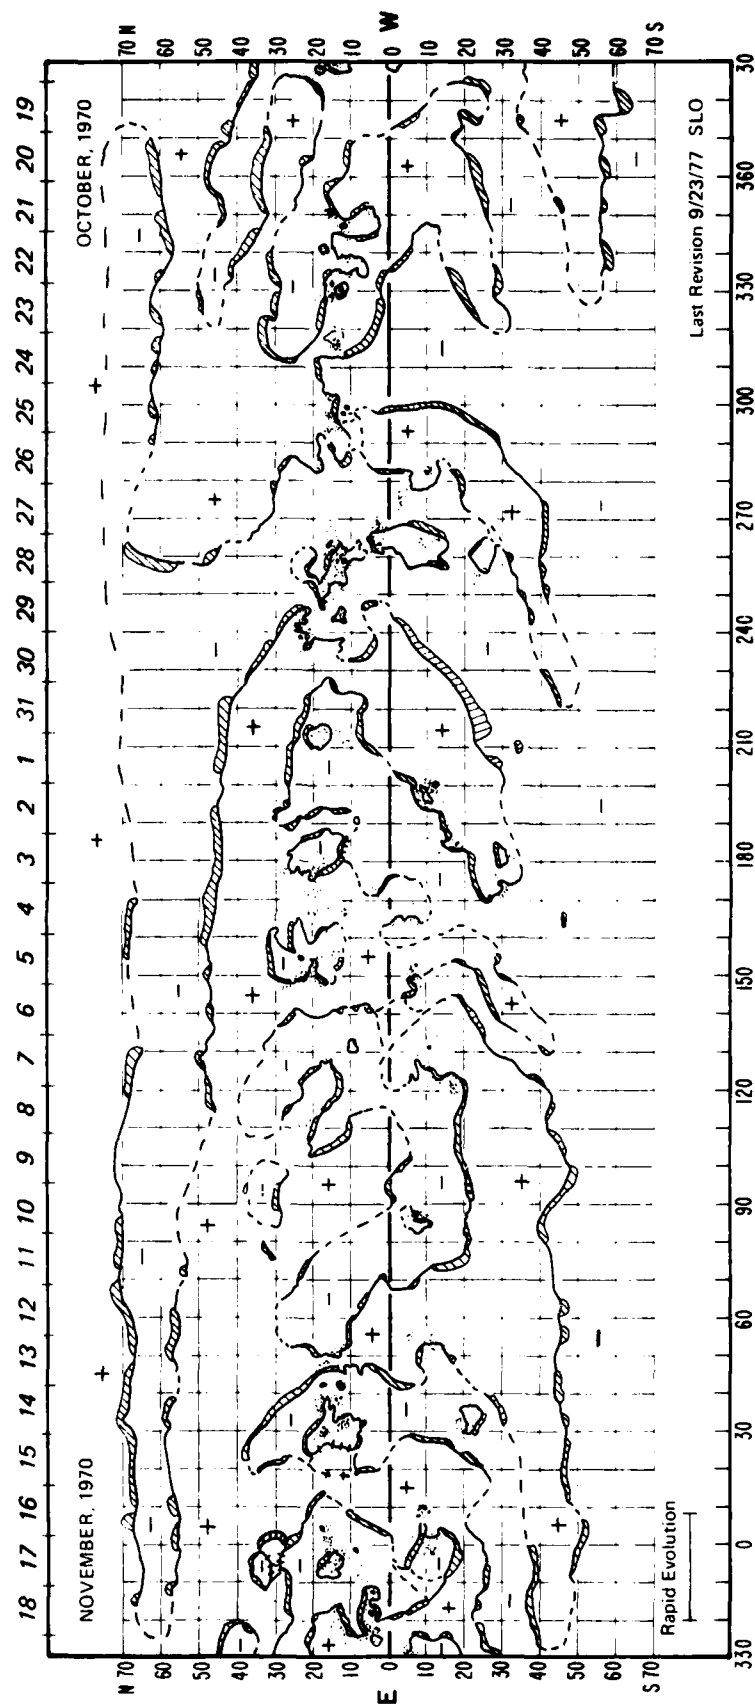 NOVEMBER, 1970
OCTOBER, 1970
18 17 16 15 14 13 12 11 10 9 8 7 6 5 4 3 2 1 31 30 29 28 27 26 25 24 23 22 21 20 19
N 70
60
50
40
30
20
10
0
10
20
30
40
50
60
S 70
E
70 N
60
50
40
30
20
10
0
10
20
30
40
50
60
70 S
W
Rapid Evolution
Last Revision 9/23/77 SLO
330 0 30 60 90 120 150 180 210 240 270 300 330 360 30